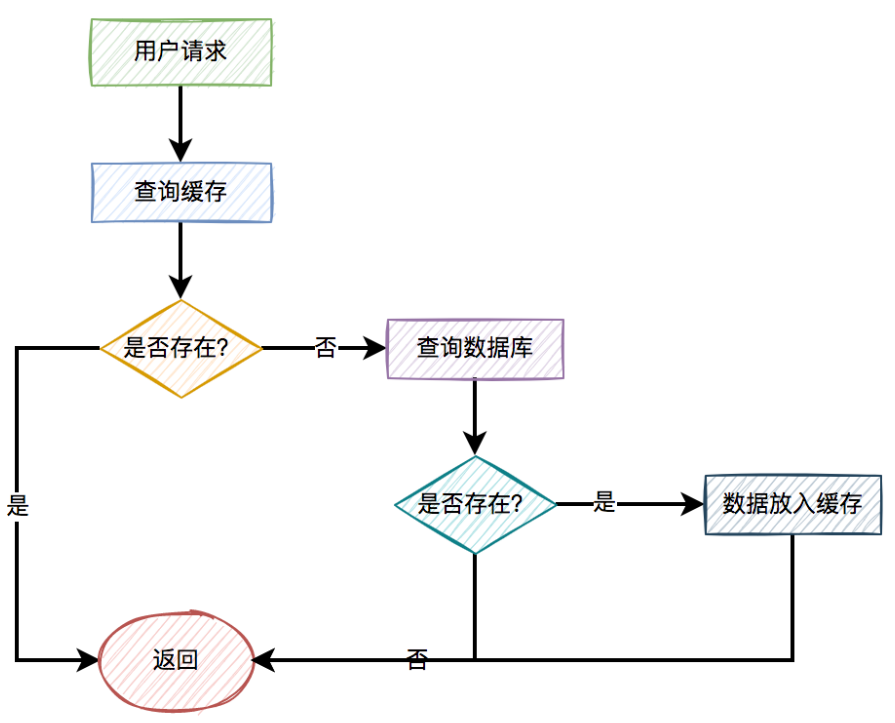 用户请求
查询缓存
是否存在?
否
查询数据库
是
是否存在?
是
数据放入缓存
返回
否